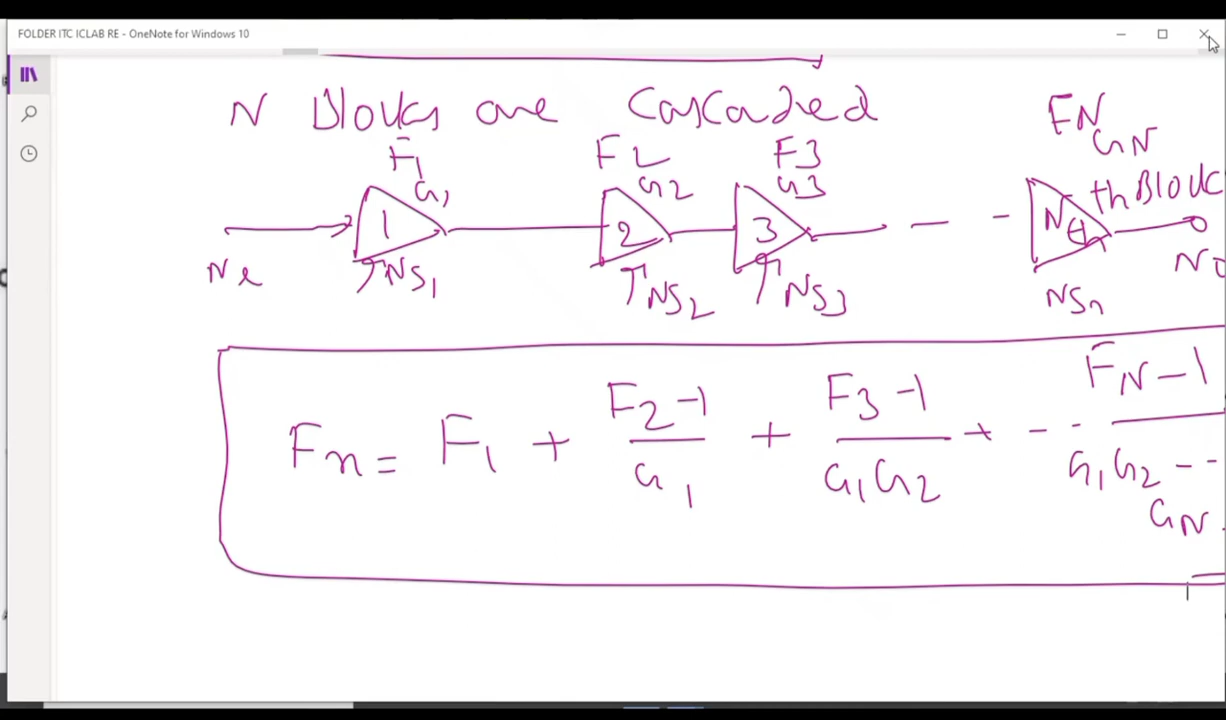 FOLDER ITC ICLAB RE - OneNote for Windows 10
N Blocks are Cascaded
F1 F2 F3 FN
G1 G2 G3 GN
1 2 3 Nth Block
Ne NS1 NS2 NS3 NSn
Fn = F1 + F2-1/G1 + F3-1/G1G2 + -- FN-1/G1G2 -- GN